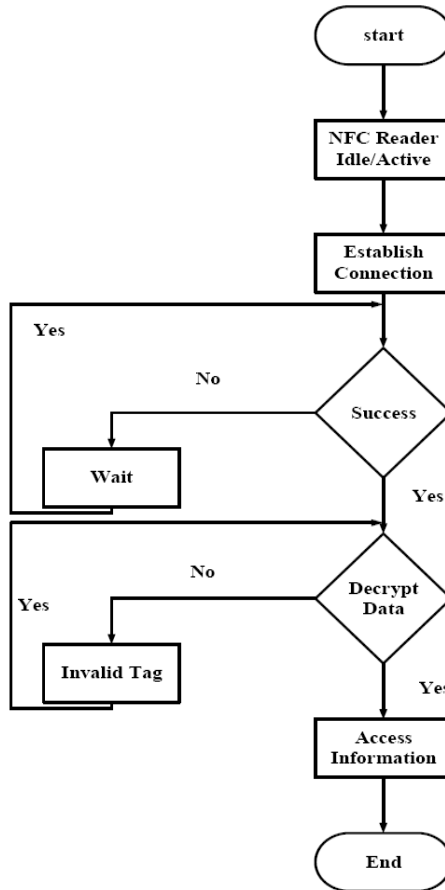 start
NFC Reader
Idle/Active
Establish
Connection
Yes
No
Success
Wait
Yes
No
Decrypt
Data
Yes
Invalid Tag
Yes
Access
Information
End